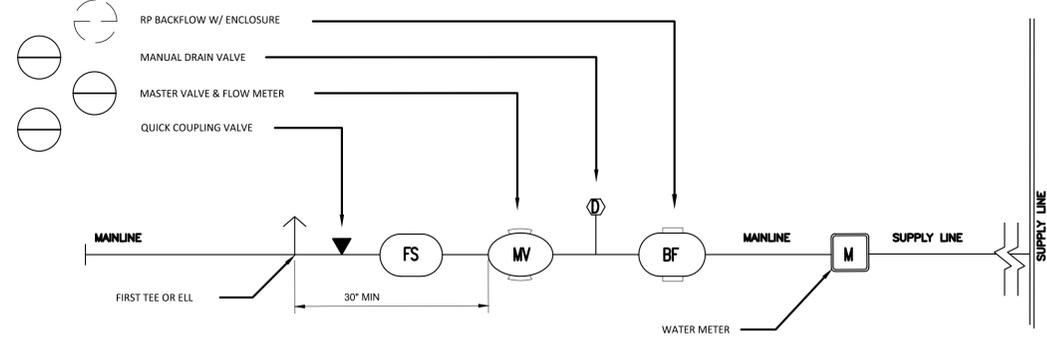 RP BACKFLOW W/ ENCLOSURE
MANUAL DRAIN VALVE
MASTER VALVE & FLOW METER
QUICK COUPLING VALVE
D
MAINLINE
FS
MV
BF
MAINLINE
M
SUPPLY LINE
SUPPLY LINE
FIRST TEE OR ELL
30" MIN
WATER METER